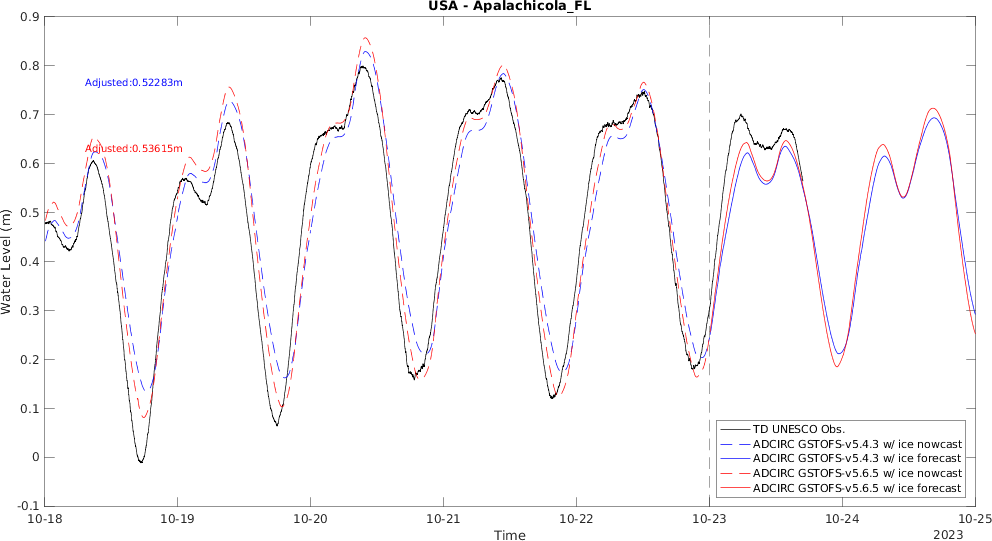 USA - Apalachicola_FL
0.9
0.8
0.7
0.6
0.5
0.4
0.3
0.2
0.1
0
-0.1
Water Level (m)
Adjusted:0.52283m
Adjusted:0.53615m
TD UNESCO Obs.
ADCIRC GSTOFS-v5.4.3 w/ ice nowcast
ADCIRC GSTOFS-v5.4.3 w/ ice forecast
ADCIRC GSTOFS-v5.6.5 w/ ice nowcast
ADCIRC GSTOFS-v5.6.5 w/ ice forecast
10-18 10-19 10-20 10-21 10-22 10-23 10-24 10-25
Time
2023